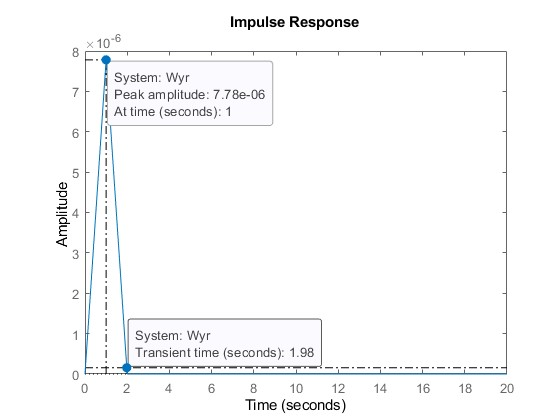 Impulse Response
×10⁻⁶
8
7
6
5
4
3
2
1
0
System: Wyr
Peak amplitude: 7.78e-06
At time (seconds): 1
System: Wyr
Transient time (seconds): 1.98
Amplitude
0 2 4 6 8 10 12 14 16 18 20
Time (seconds)